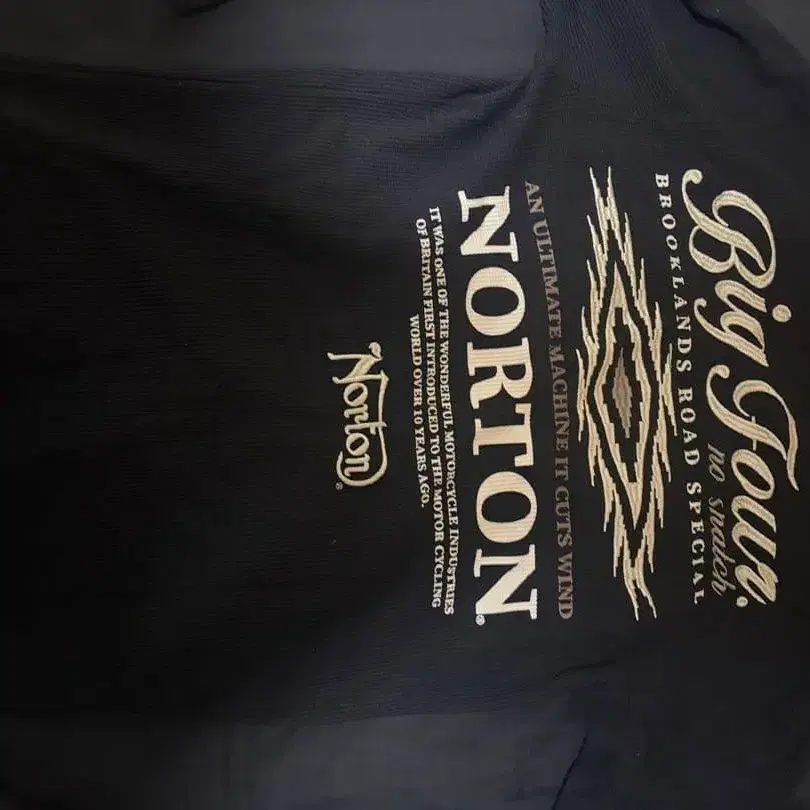 Big Town.
no snatch®
BROOKLANDS ROAD SPECIAL
AN ULTIMATE MACHINE IT CUTS WIND
NORTON®
IT WAS ONE OF THE WONDERFUL MOTORCYCLE INDUSTRIES
OF BRITAIN FIRST INTRODUCED TO THE MOTOR CYCLING
WORLD OVER 10 YEARS AGO.
Norton®